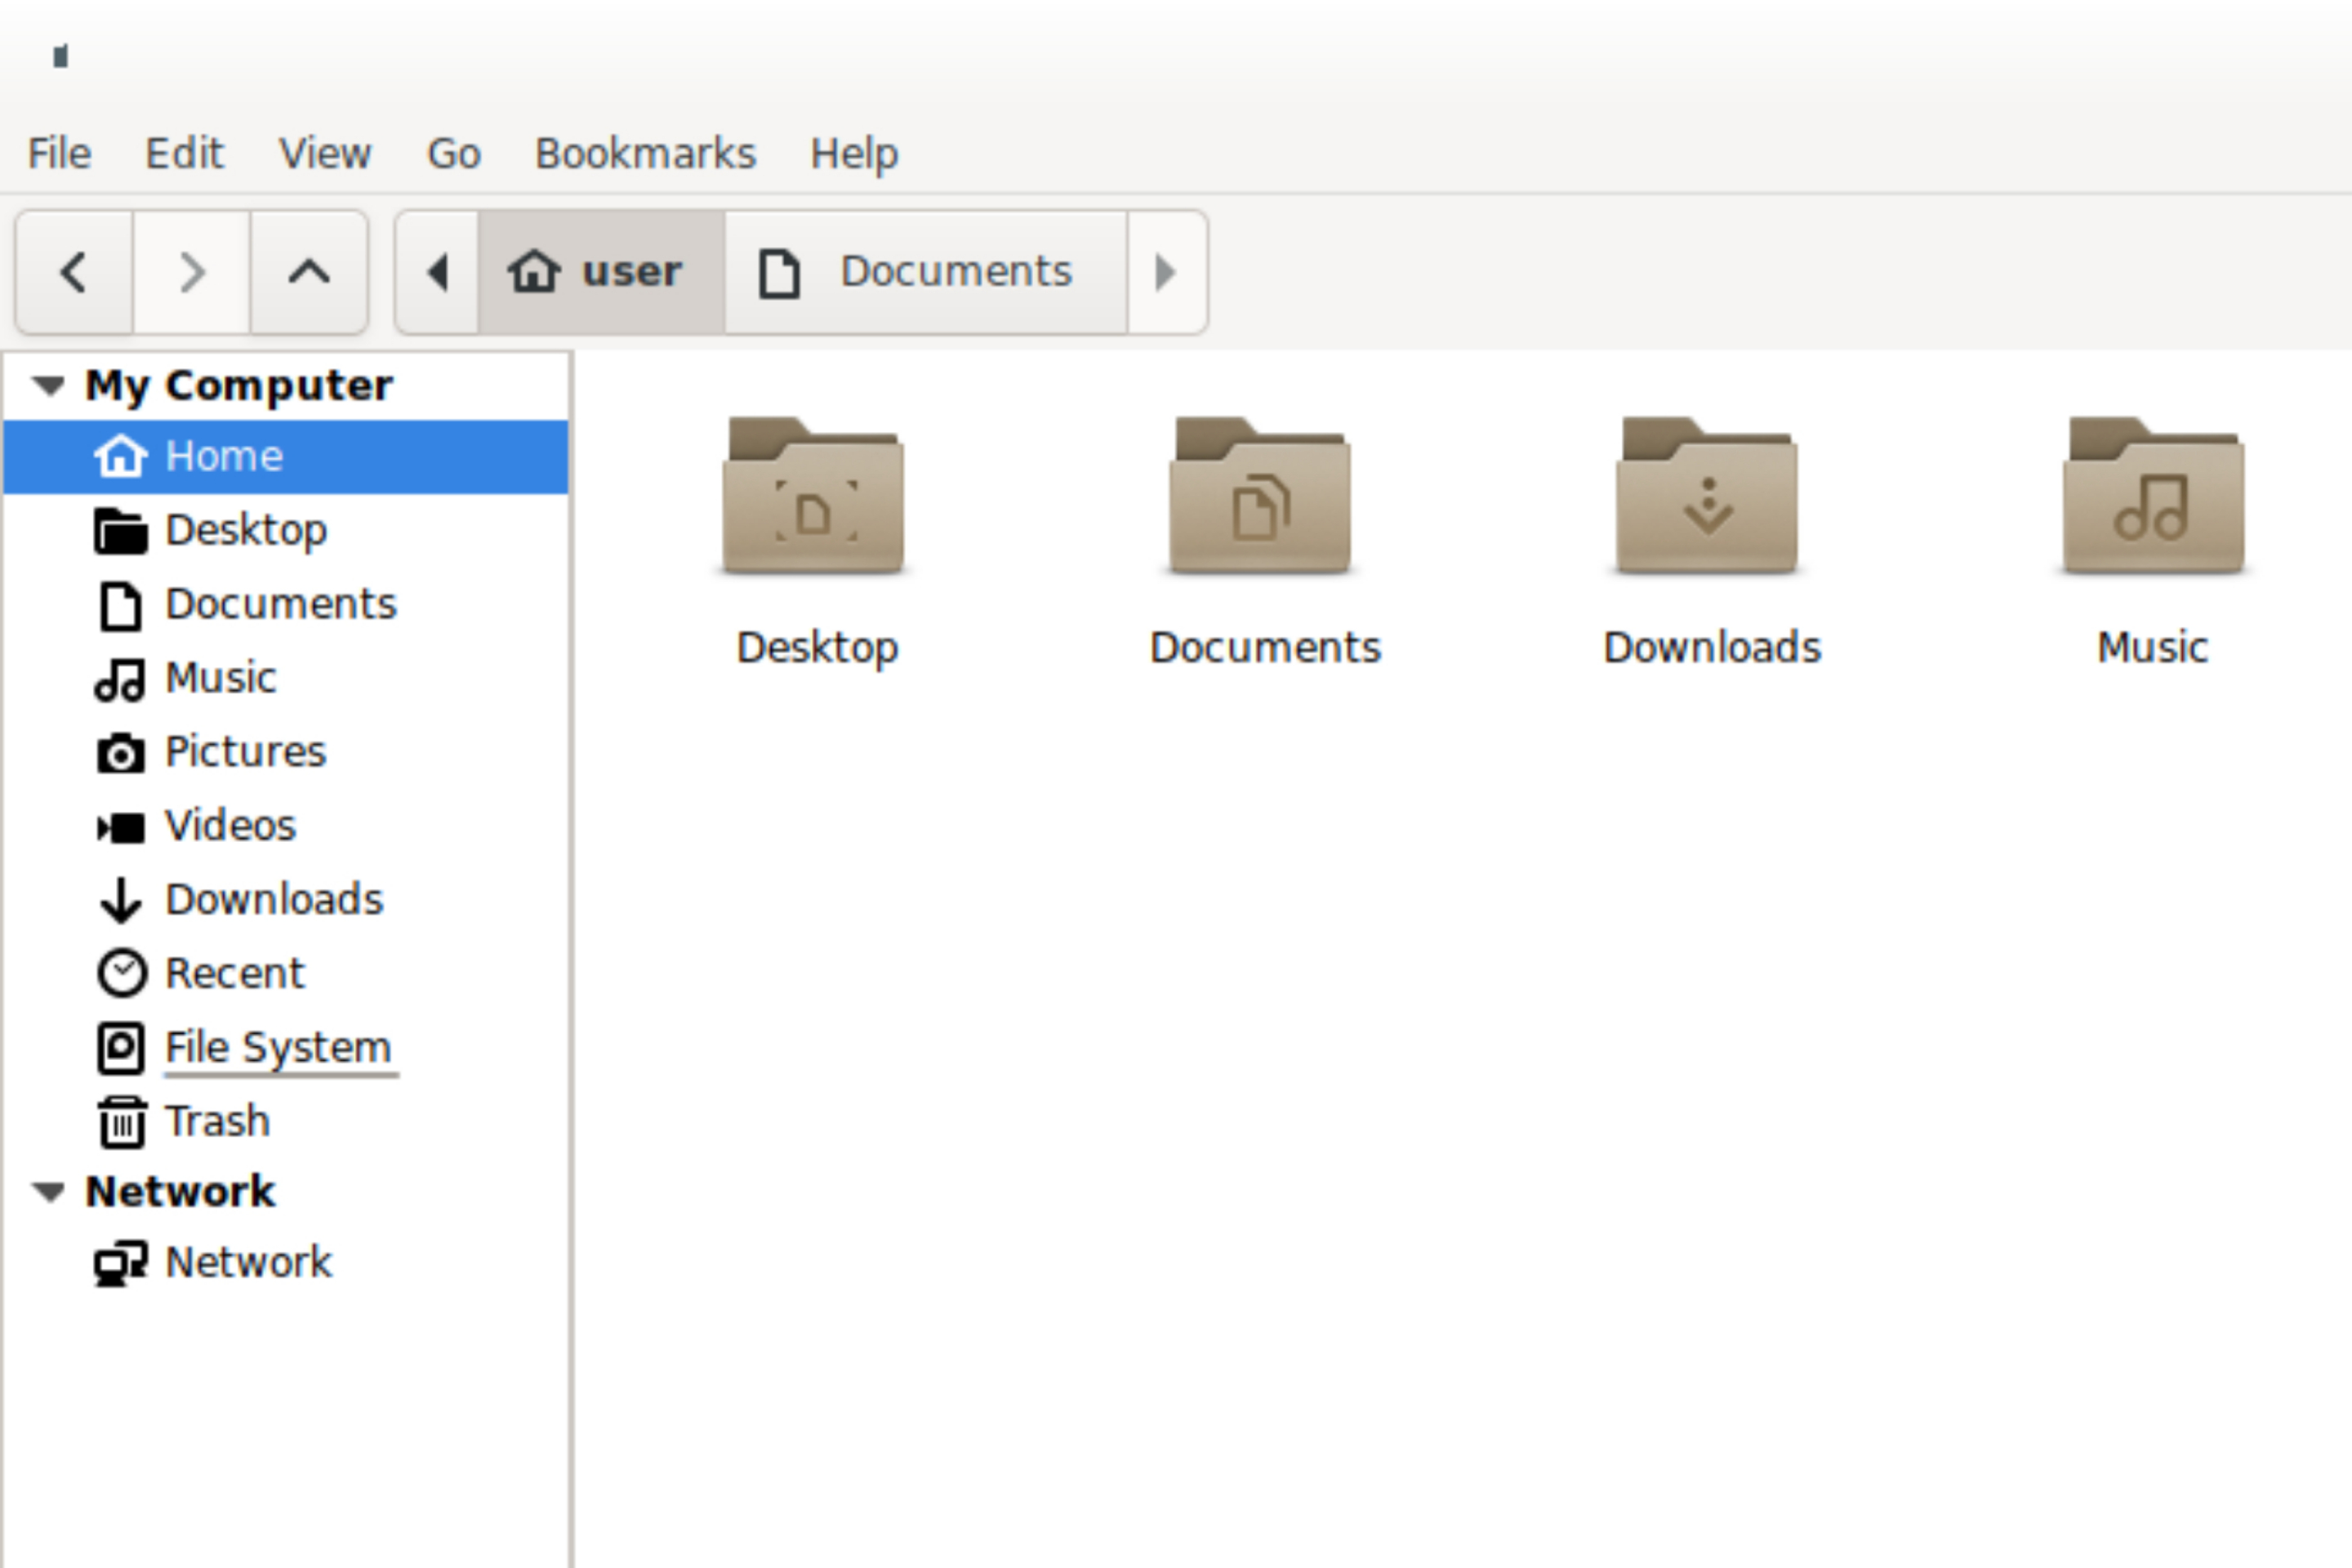 File Edit View Go Bookmarks Help
user Documents
My Computer
Home
Desktop
Documents
Music
Pictures
Videos
Downloads
Recent
File System
Trash
Network
Network
Desktop Documents Downloads Music